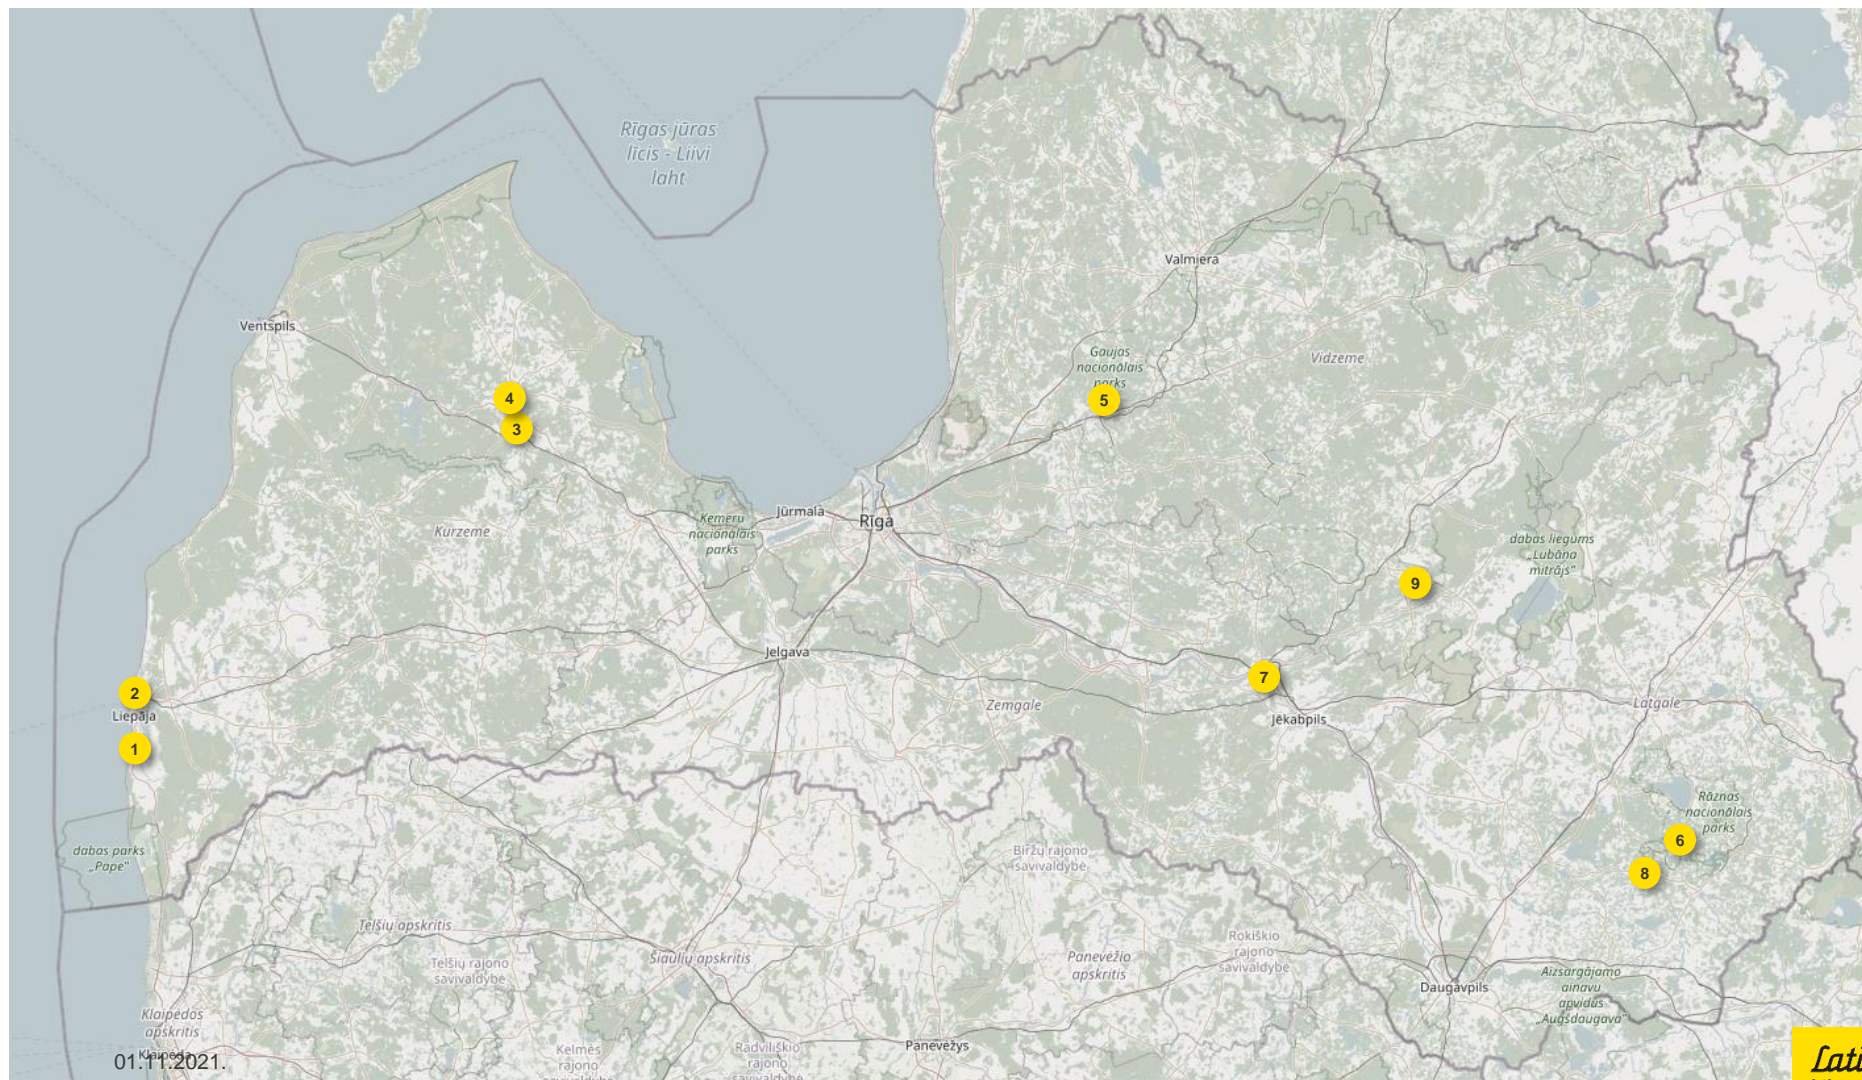 Rīgas jūras
līcis - Liivi
laht
Valmiera
Ventspils
Gaujas
nacionālais
parks
Vidzeme
4
5
3
Jūrmala
Rīga
Ķemeru
nacionālais
parks
Kurzeme
dabas liegums
„Lubāna
mitrājs"
9
Jelgava
7
2
Liepāja
Zemgale
Latgale
Jēkabpils
1
Rāznas
nacionālais
parks
6
dabas parks
„Pape"
Biržų rajono
savivaldybė
8
Telšių apskritis
Telšių rajono
savivaldybė
Šiaulių apskritis
Panevėžio
apskritis
Rokiškio
rajono
savivaldybė
Aizsargājamo
ainavu
apvidus
„Augšdaugava"
Daugavpils
Klaipėdos
apskritis
Klaipėda
01.11.2021.
Kelmės
rajono
savivaldybė
Radviliškio
rajono
savivaldybė
Panevėžys